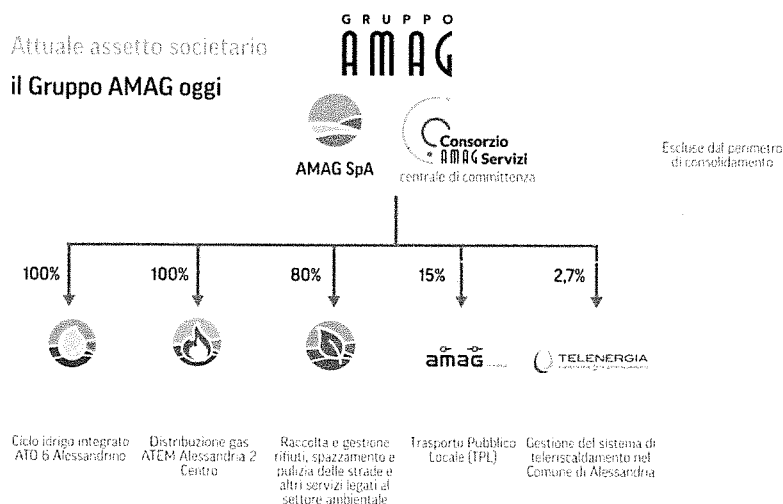 GRUPPO
AMAG
Attuale assetto societario
il Gruppo AMAG oggi
AMAG SpA
Consorzio
AMAG Servizi
centrale di committenza
Escluse dal perimetro
di consolidamento
100%
100%
80%
15%
2,7%
amag
TELENERGIA
Ciclo idrigo integrato
ATO 6 Alessandrino
Distribuzione gas
ATEM Alessandria 2
Centro
Raccolta e gestione
rifiuti, spazzamento e
pulizia delle strade e
altri servizi legati al
settore ambientale
Trasporto Pubblico
Locale (TPL)
Gestione del sistema di
teleriscaldamento nel
Comune di Alessandria